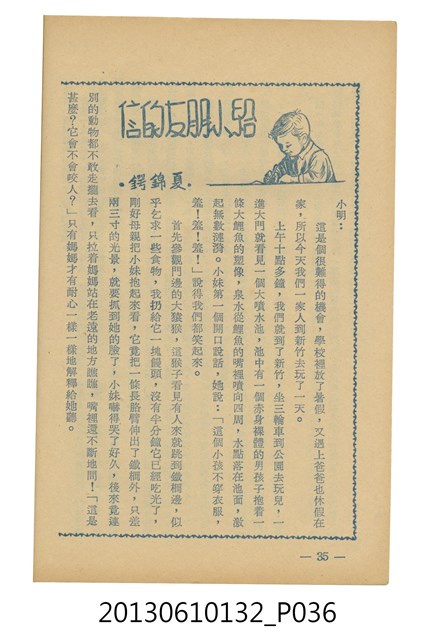 給小朋友的信
·夏錦鍔·
小明：
這是個很難得的機會，學校裡放了暑假，又遇上爸爸也休假在
家，所以今天我們一家人到新竹去玩了一天。
上午十點多鐘，我們就到了新竹，坐三輪車到公園去玩兒，一
進大門就看見一個大噴水池，池中有一個赤身裸體的男孩子抱着一
條大鯉魚的塑像，泉水從鯉魚的嘴裡噴向四周，水點落在池面，激
起無數漣漪。小妹第一個開口說話，她說：「這個小孩不穿衣服，
羞！羞！羞！」說得我們都笑起來。
首先參觀門邊的大猿猴，這猴子看見有人來就跳到鐵欄邊，似
乎乞求一些食物，我扔給它一塊饅頭，沒有半分鐘它已經吃光了，
剛好母親把小妹抱起來看，它竟把一條長胳臂伸出了鐵欄外，只差
兩三寸的光景，就要抓到她的臉了，小妹嚇得哭了好久，後來竟連
別的動物都不敢走攏去看，只拉着媽媽站在老遠的地方瞧瞧，嘴裡還不斷地問！「這是
甚麼？它會不會咬人？」只有媽媽才有耐心一樣一樣地解釋給她聽。
— 35 —
20130610132_P036